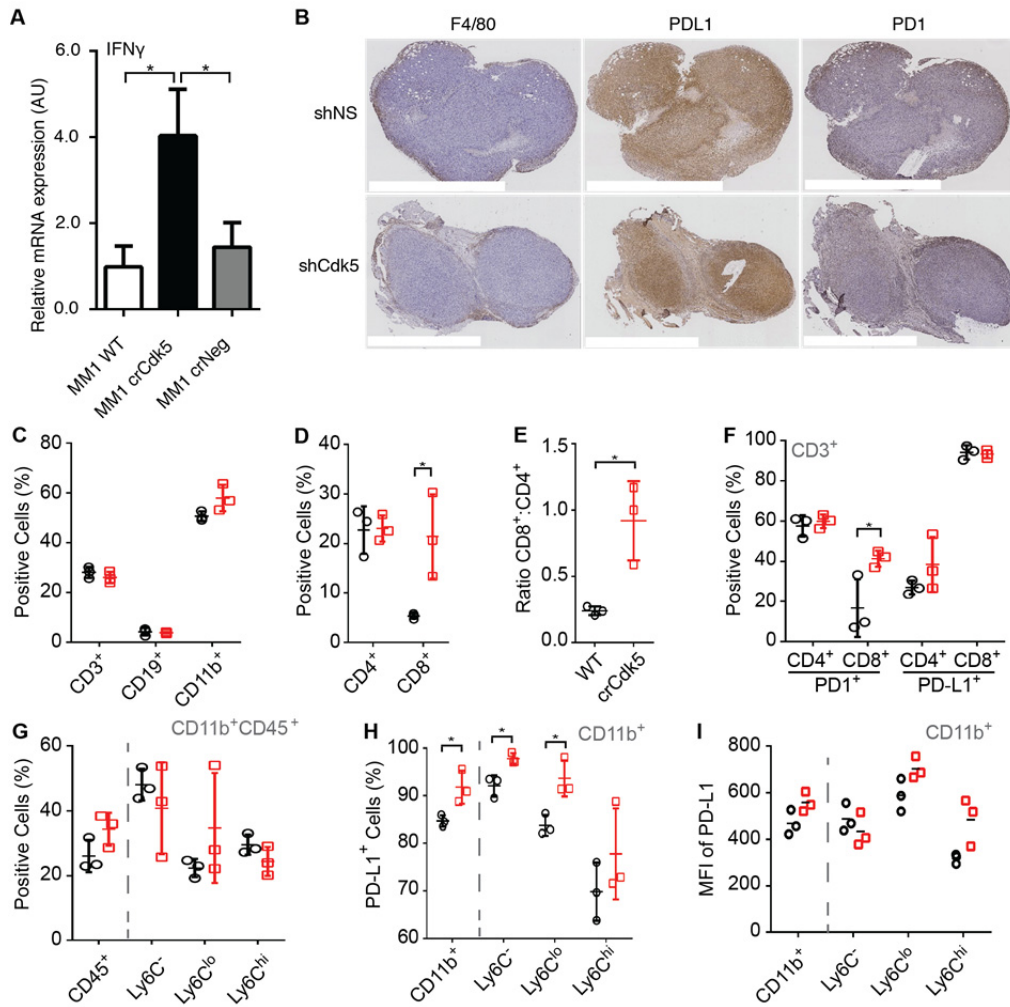 A
IFNγ
*
*
Relative mRNA expression (AU)
6.0
4.0
2.0
0.0
MM1 WT
MM1 crCdk5
MM1 crNeg
B
F4/80
PDL1
PD1
shNS
shCdk5
C
Positive Cells (%)
80
60
40
20
0
CD3⁺
CD19⁺
CD11b⁺
D
Positive Cells (%)
40
30
20
10
0
*
CD4⁺
CD8⁺
E
Ratio CD8⁺:CD4⁺
1.5
1.0
0.5
0.0
*
WT
crCdk5
F
CD3⁺
Positive Cells (%)
100
80
60
40
20
0
*
CD4⁺
CD8⁺
CD4⁺
CD8⁺
PD1⁺
PD-L1⁺
G
CD11b⁺CD45⁺
Positive Cells (%)
60
40
20
0
CD45⁺
Ly6C⁻
Ly6Cˡᵒ
Ly6Cʰⁱ
H
CD11b⁺
PD-L1⁺ Cells (%)
100
90
80
70
60
*
*
*
CD11b⁺
Ly6C⁻
Ly6Cˡᵒ
Ly6Cʰⁱ
I
CD11b⁺
MFI of PD-L1
800
600
400
200
0
CD11b⁺
Ly6C⁻
Ly6Cˡᵒ
Ly6Cʰⁱ